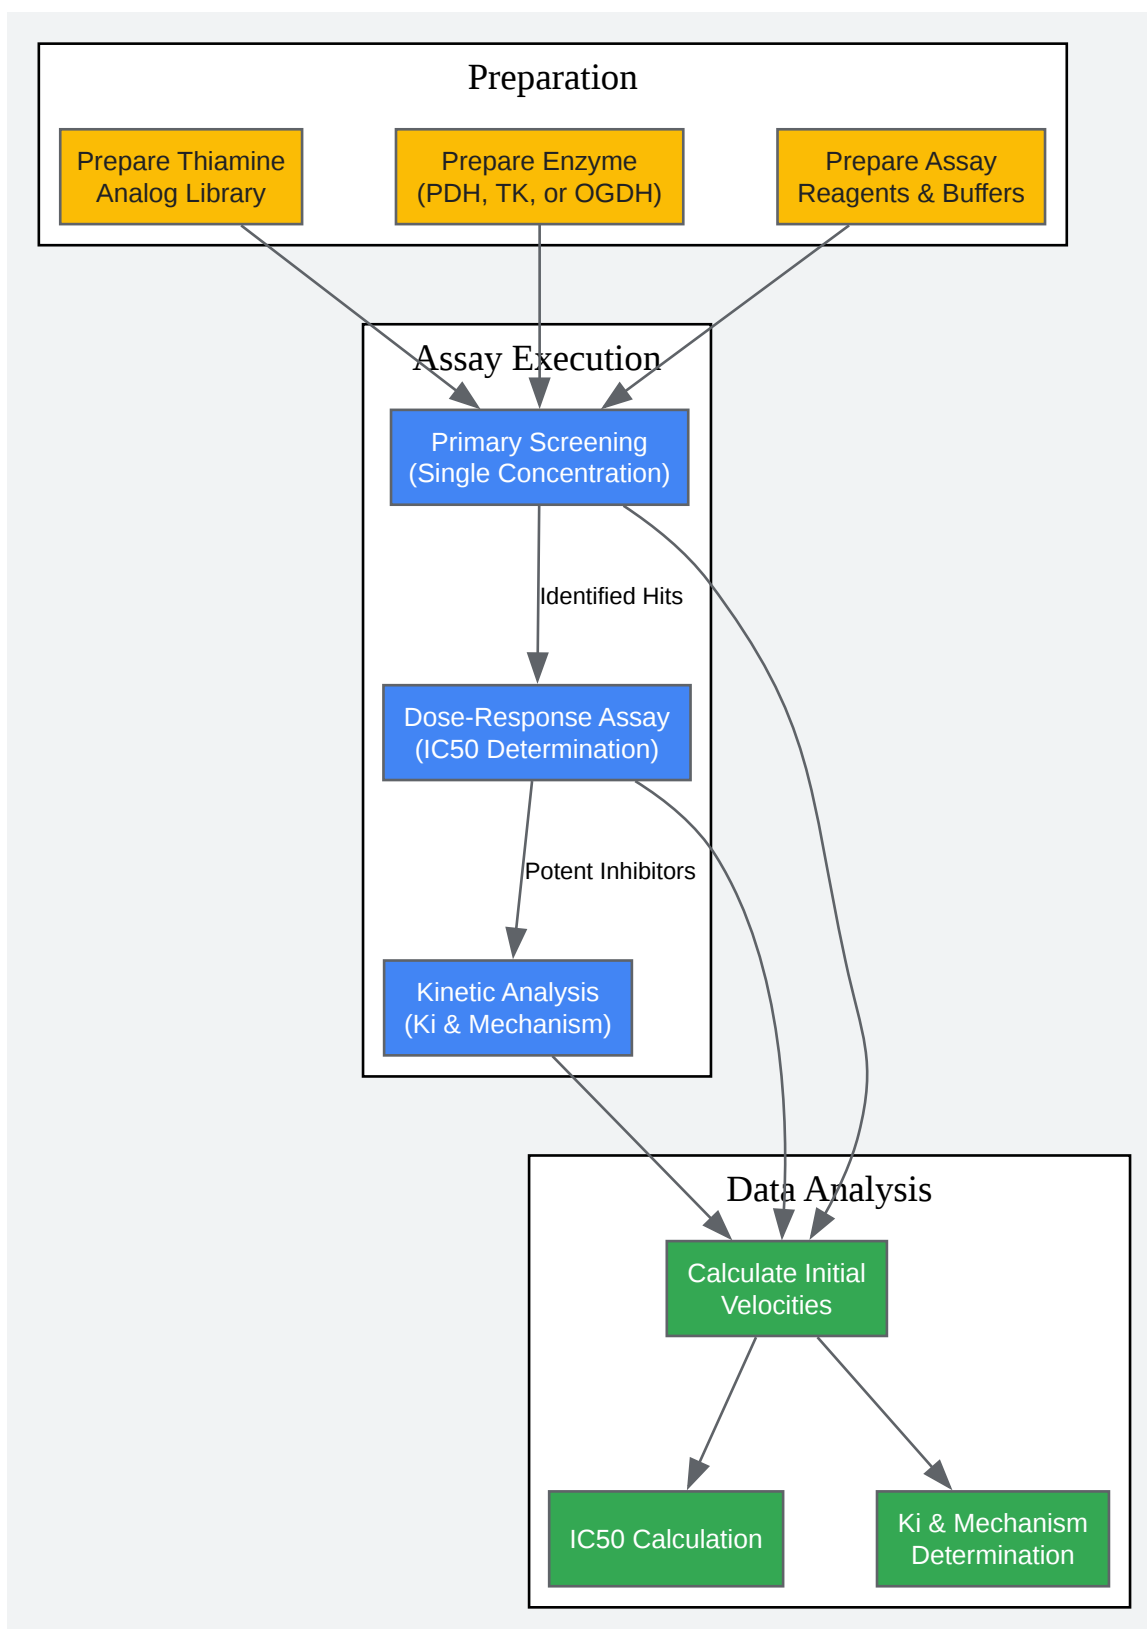 Preparation
Prepare Thiamine
Analog Library
Prepare Enzyme
(PDH, TK, or OGDH)
Prepare Assay
Reagents & Buffers
Assay Execution
Primary Screening
(Single Concentration)
Identified Hits
Dose-Response Assay
(IC50 Determination)
Potent Inhibitors
Kinetic Analysis
(Ki & Mechanism)
Data Analysis
Calculate Initial
Velocities
IC50 Calculation
Ki & Mechanism
Determination